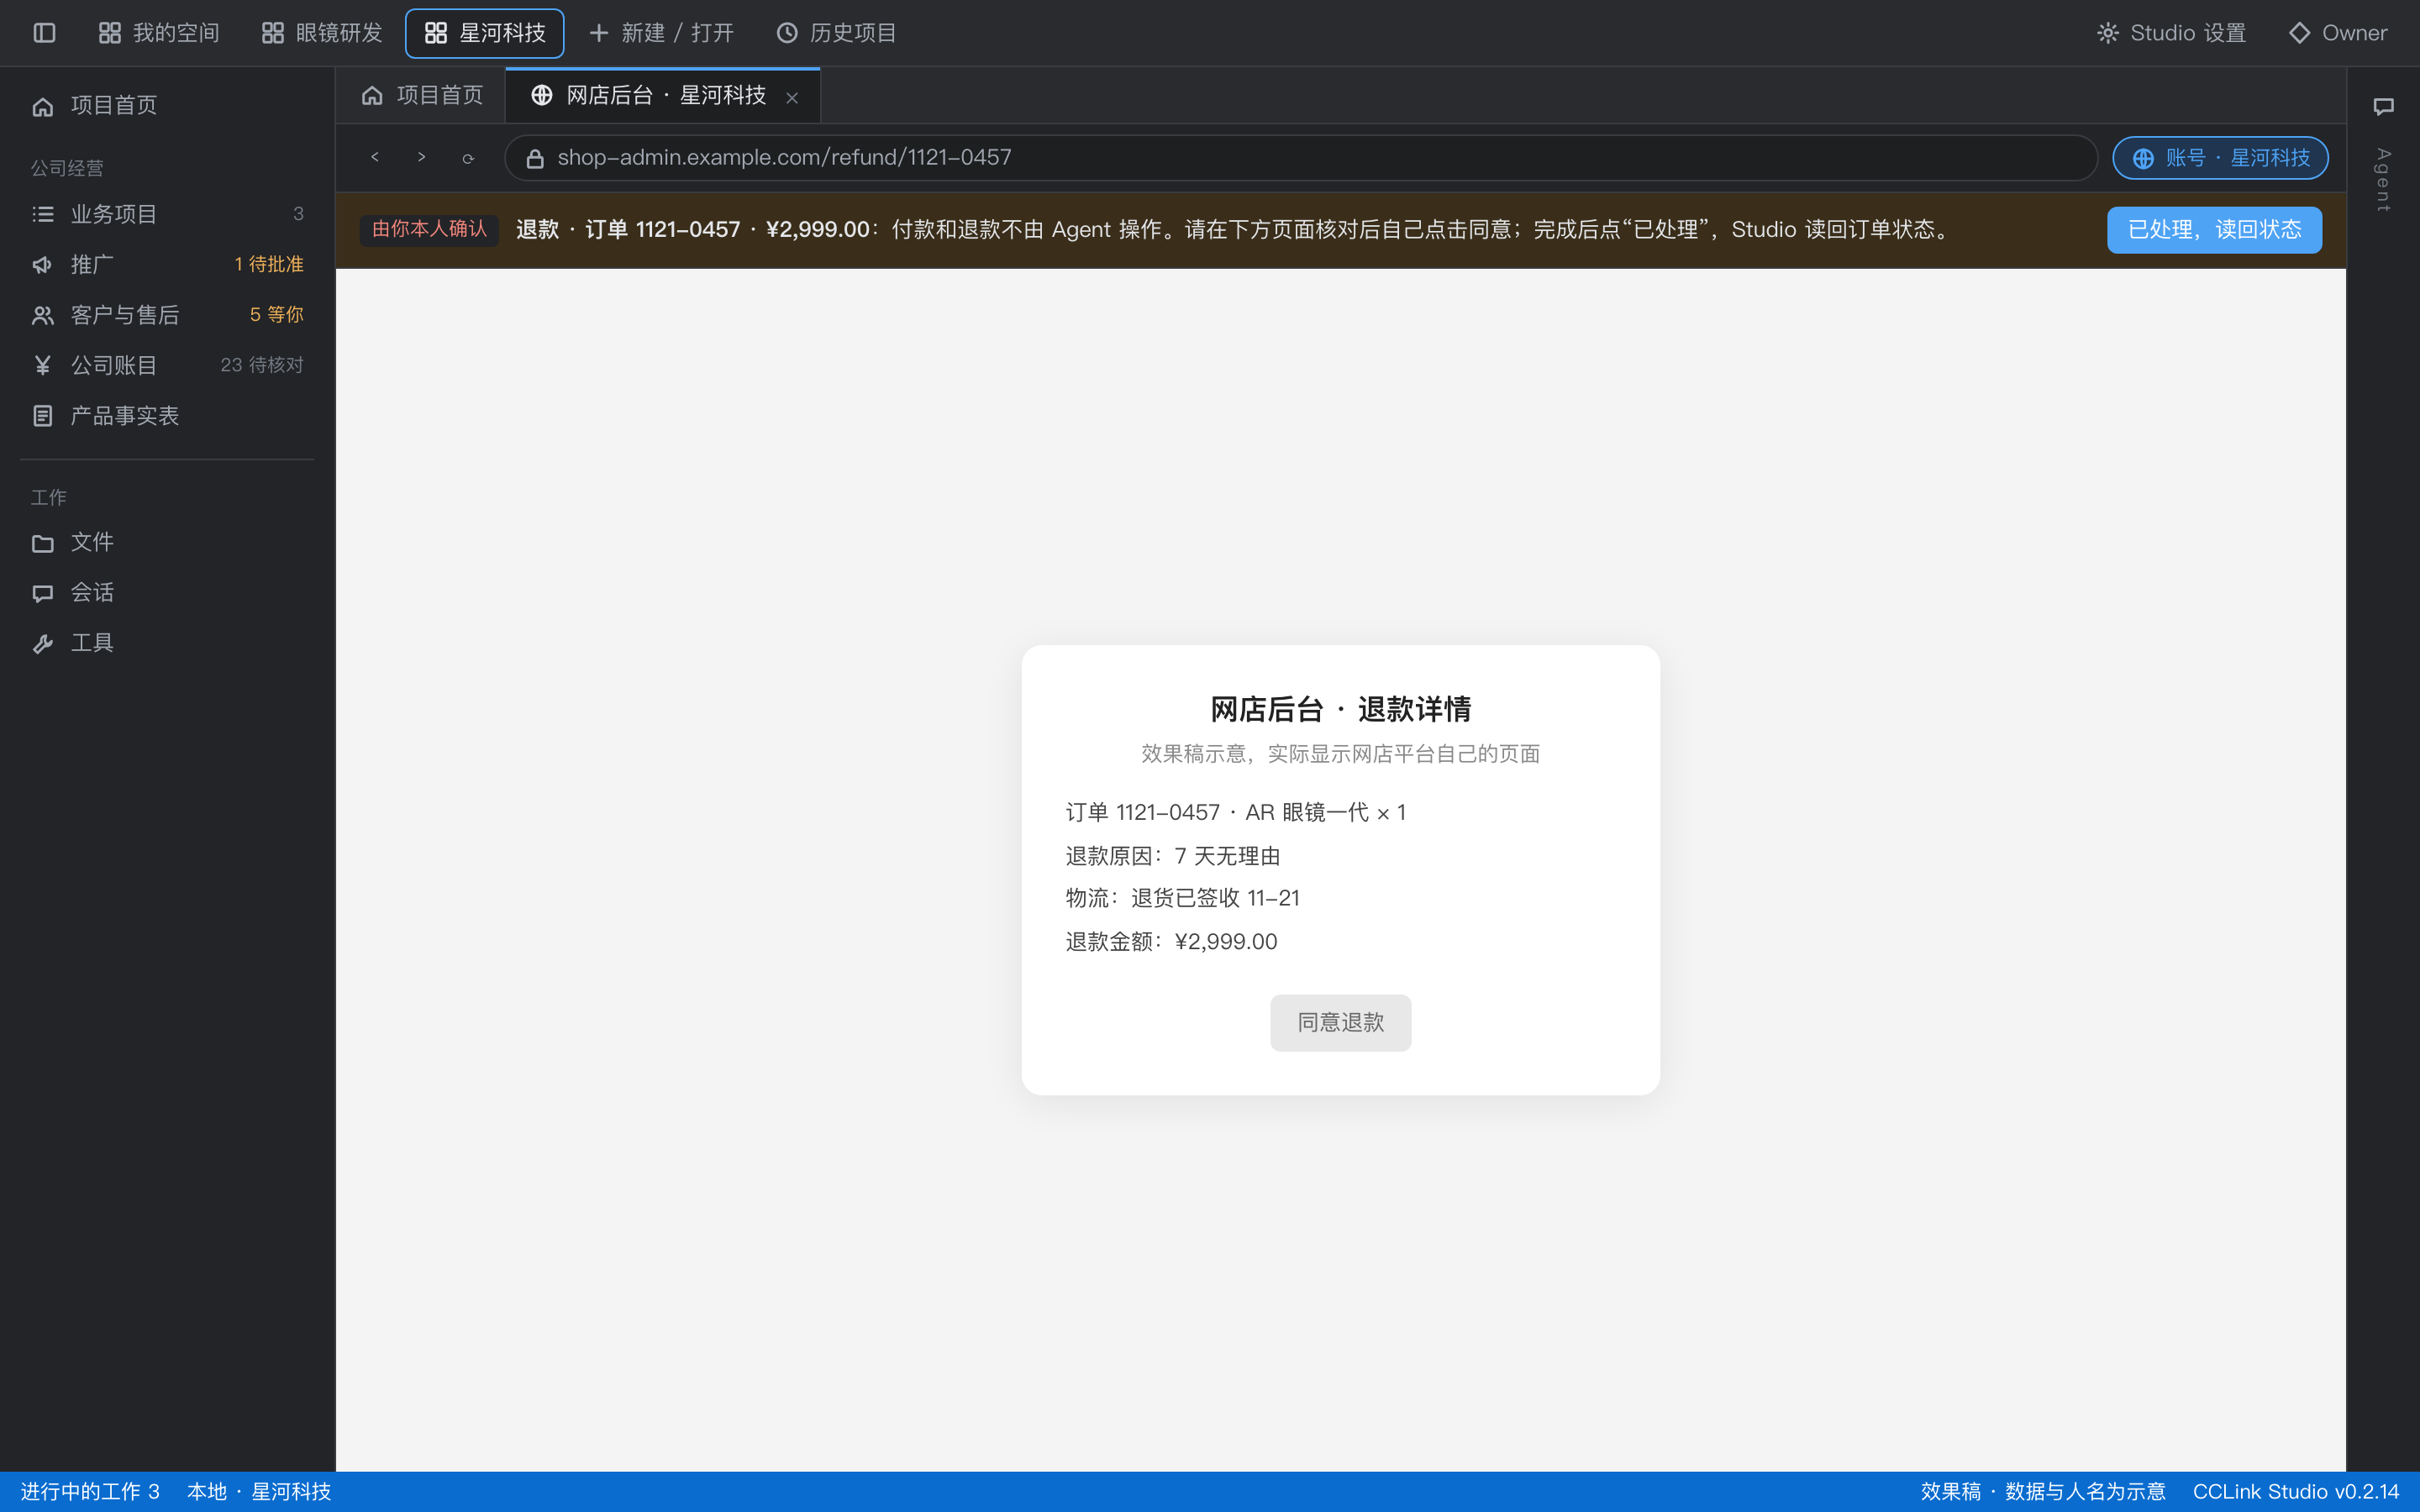 我的空间 眼镜研发 星河科技 新建 / 打开 历史项目 Studio 设置 Owner
项目首页
公司经营
业务项目 3
推广 1 待批准
客户与售后 5 等你
公司账目 23 待核对
产品事实表
工作
文件
会话
工具
项目首页 网店后台 · 星河科技 ×
shop-admin.example.com/refund/1121-0457 账号 · 星河科技
由你本人确认 退款 · 订单 1121-0457 · ¥2,999.00：付款和退款不由 Agent 操作。请在下方页面核对后自己点击同意；完成后点“已处理”，Studio 读回订单状态。 已处理，读回状态
网店后台 · 退款详情
效果稿示意，实际显示网店平台自己的页面
订单 1121-0457 · AR 眼镜一代 × 1
退款原因：7 天无理由
物流：退货已签收 11-21
退款金额：¥2,999.00
同意退款
Agent
进行中的工作 3 本地 · 星河科技 效果稿 · 数据与人名为示意 CCLink Studio v0.2.14